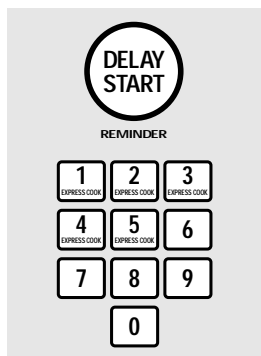 DELAY
START
REMINDER
1 2 3
EXPRESS COOK EXPRESS COOK EXPRESS COOK
4 5 6
EXPRESS COOK EXPRESS COOK
7 8 9
0